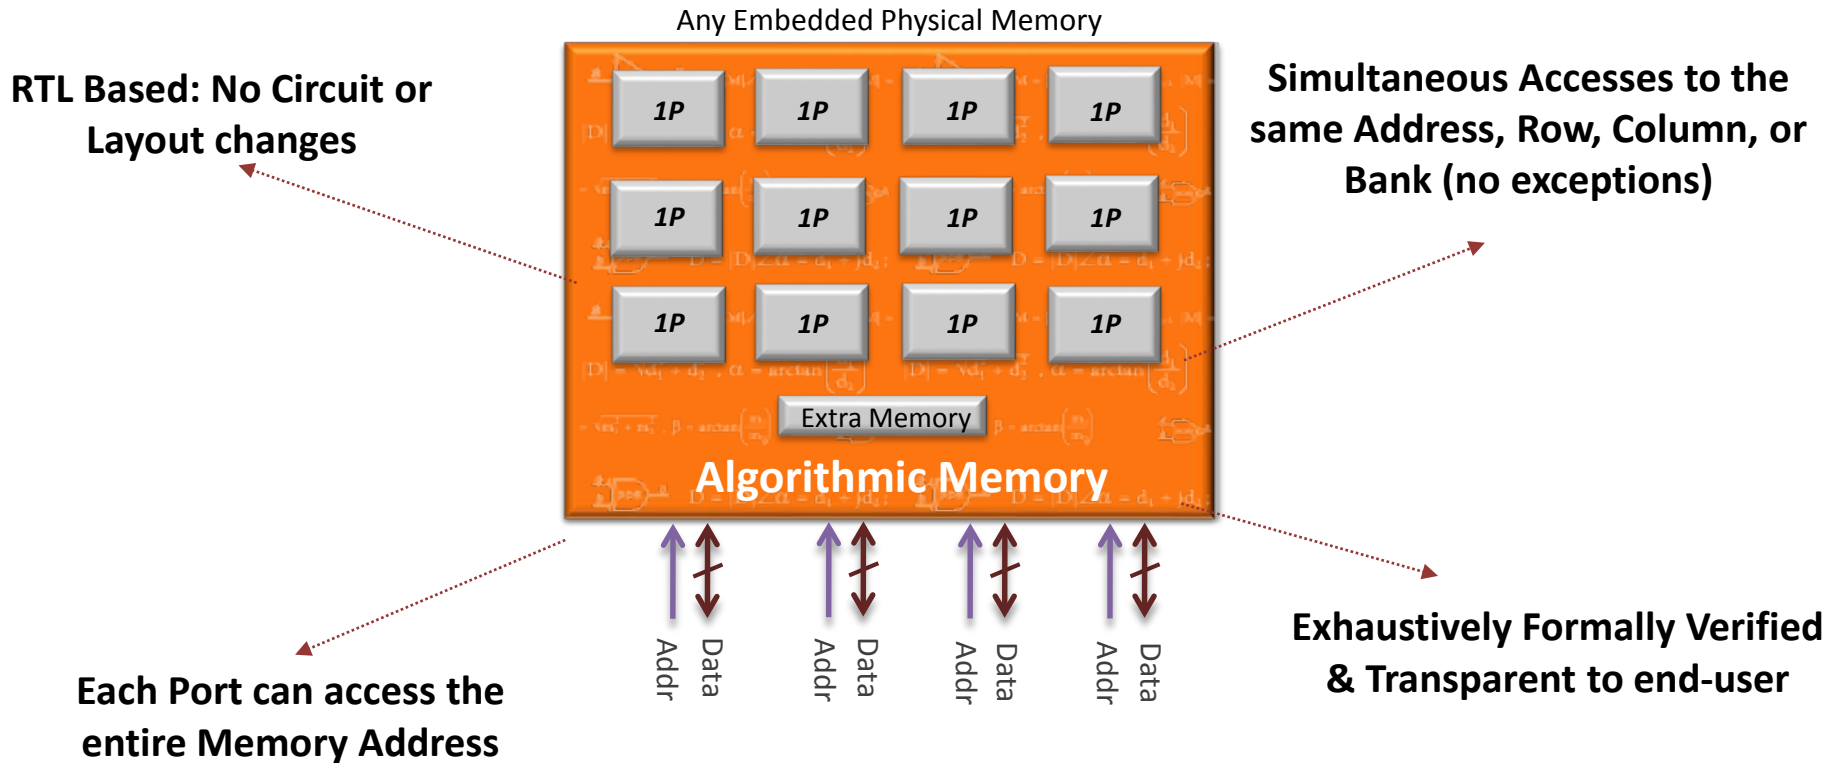 Any Embedded Physical Memory
RTL Based: No Circuit or
Layout changes
Simultaneous Accesses to the
same Address, Row, Column, or
Bank (no exceptions)
1P 1P 1P 1P
1P 1P 1P 1P
1P 1P 1P 1P
Extra Memory
Algorithmic Memory
Addr Data Addr Data Addr Data Addr Data
Each Port can access the
entire Memory Address
Exhaustively Formally Verified
& Transparent to end-user